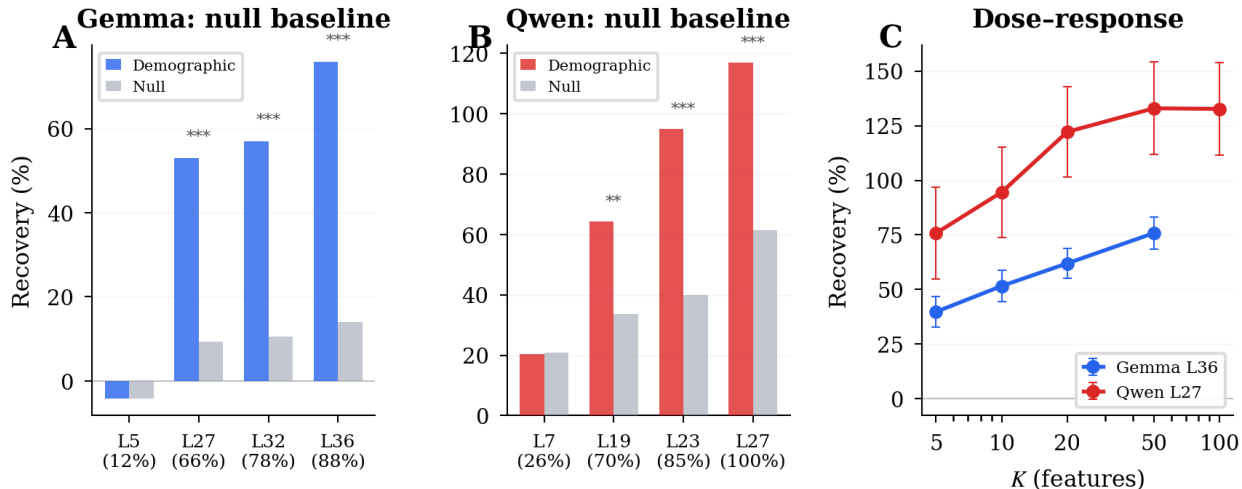 A Gemma: null baseline
Recovery (%)
60
40
20
0
Demographic
Null
***
***
***
L5 L27 L32 L36
(12%) (66%) (78%) (88%)
B Qwen: null baseline
120
100
80
60
40
20
0
Demographic
Null
**
***
***
L7 L19 L23 L27
(26%) (70%) (85%) (100%)
C Dose–response
Recovery (%)
150
125
100
75
50
25
0
Gemma L36
Qwen L27
5 10 20 50 100
K (features)